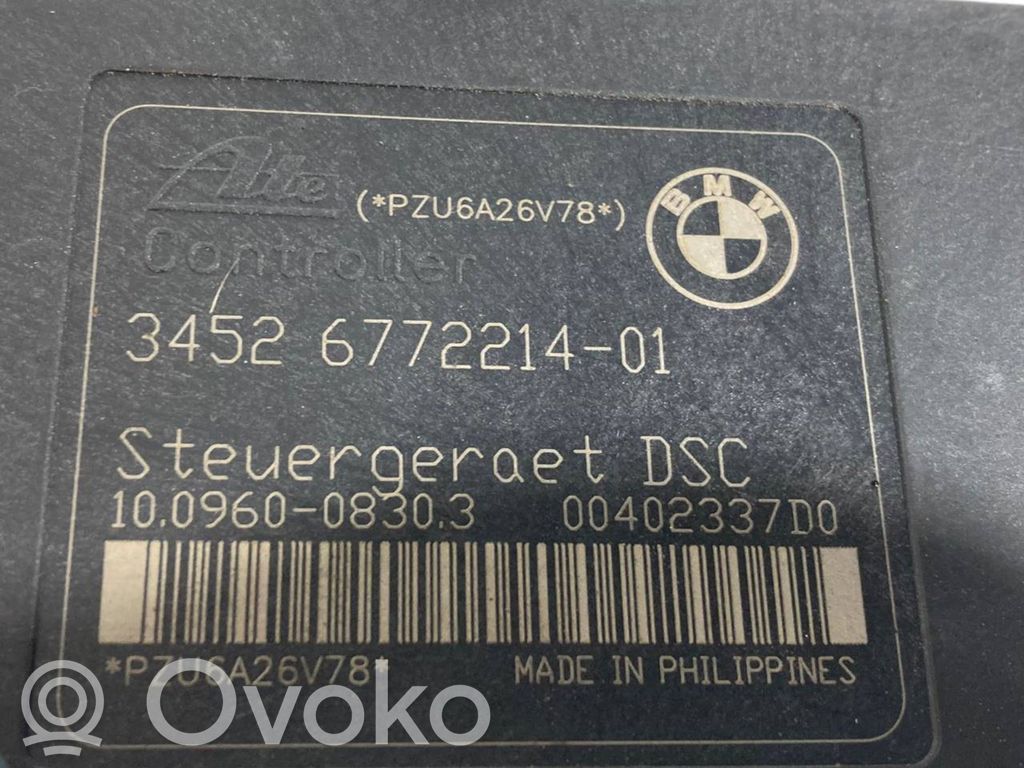 Ate
(*PZU6A26V78*)
BMW
Controller
3452 6772214-01
Steuergeraet DSC
10.0960-0830.3 00402337D0
*PZU6A26V78* MADE IN PHILIPPINES
Ovoko